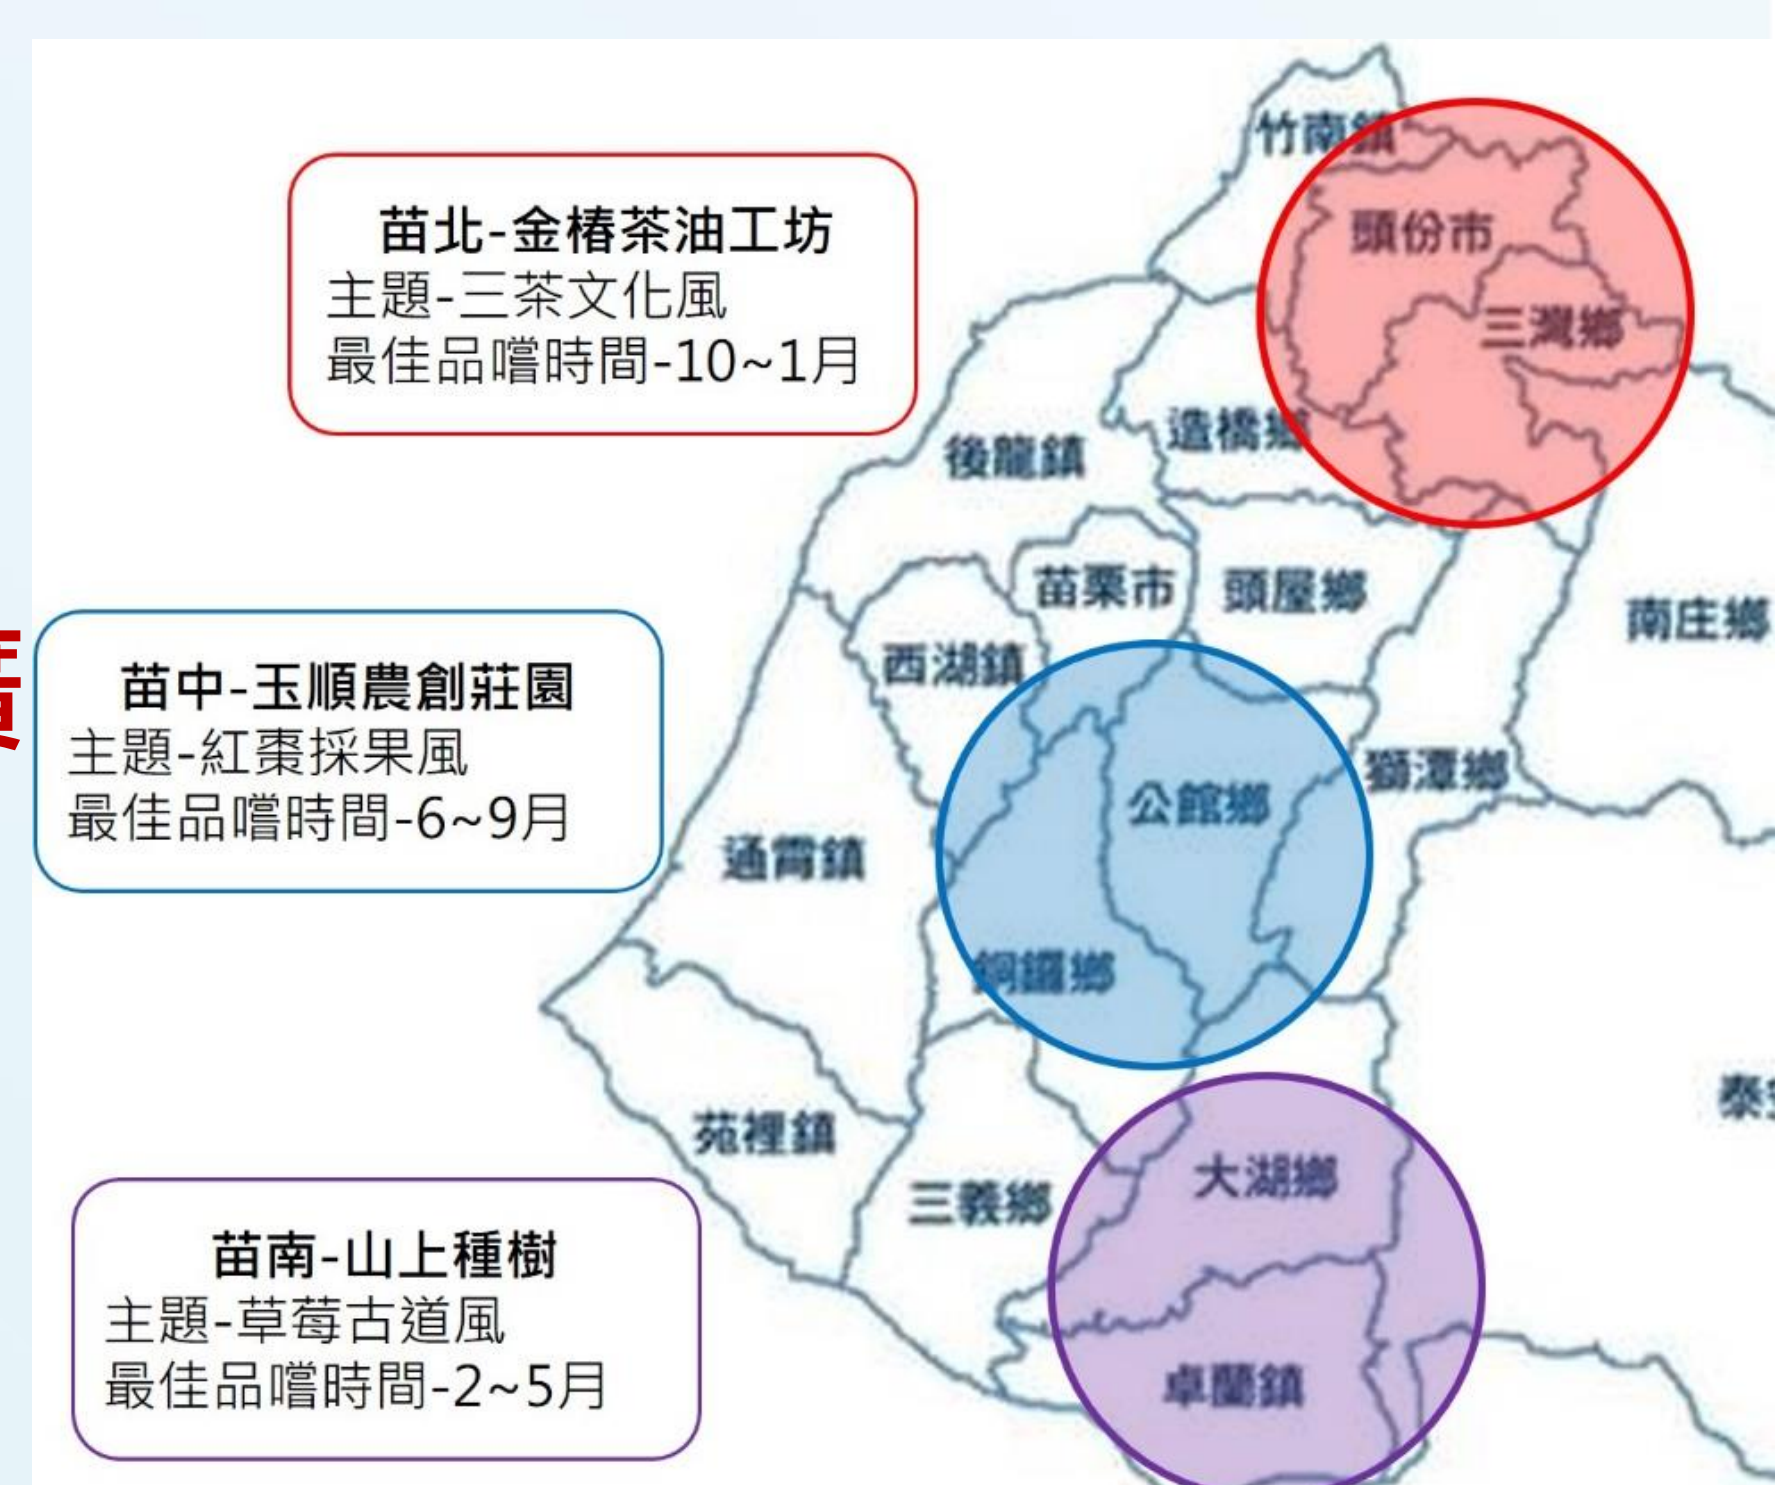 竹南鎮
頭份市
三灣鄉
苗北-金椿茶油工坊
主題-三茶文化風
最佳品嚐時間-10~1月
後龍鎮
造橋鄉
苗栗市
頭屋鄉
南庄鄉
西湖鎮
苗中-玉順農創莊園
主題-紅棗採果風
最佳品嚐時間-6~9月
獅潭鄉
公館鄉
通霄鎮
銅鑼鄉
泰
苑裡鎮
大湖鄉
三義鄉
苗南-山上種樹
主題-草莓古道風
最佳品嚐時間-2~5月
卓蘭鎮